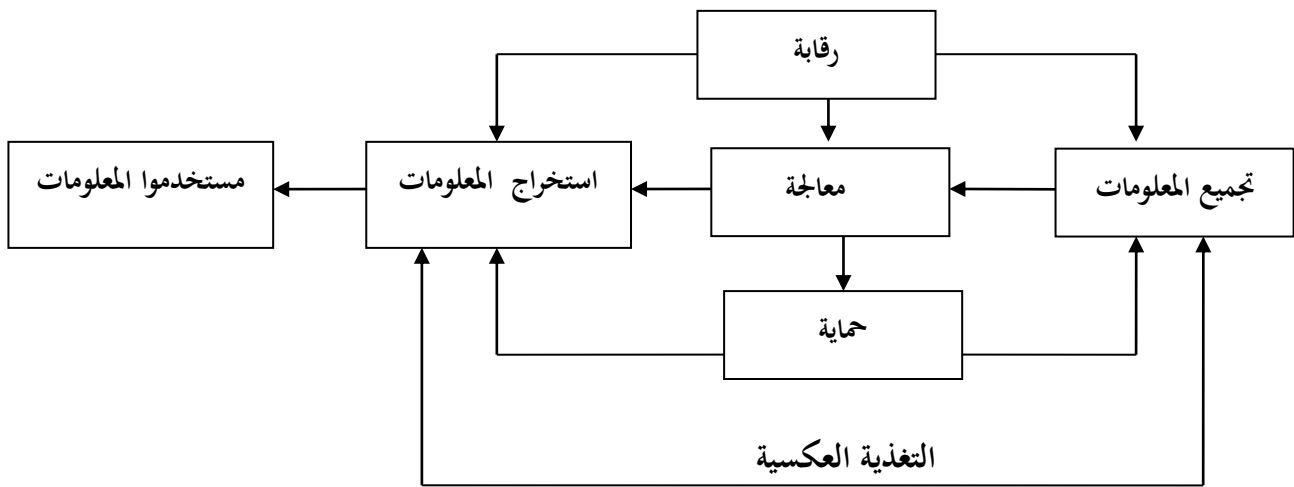 رقابة
تجميع المعلومات
معالجة
استخراج المعلومات
مستخدموا المعلومات
حماية
التغذية العكسية